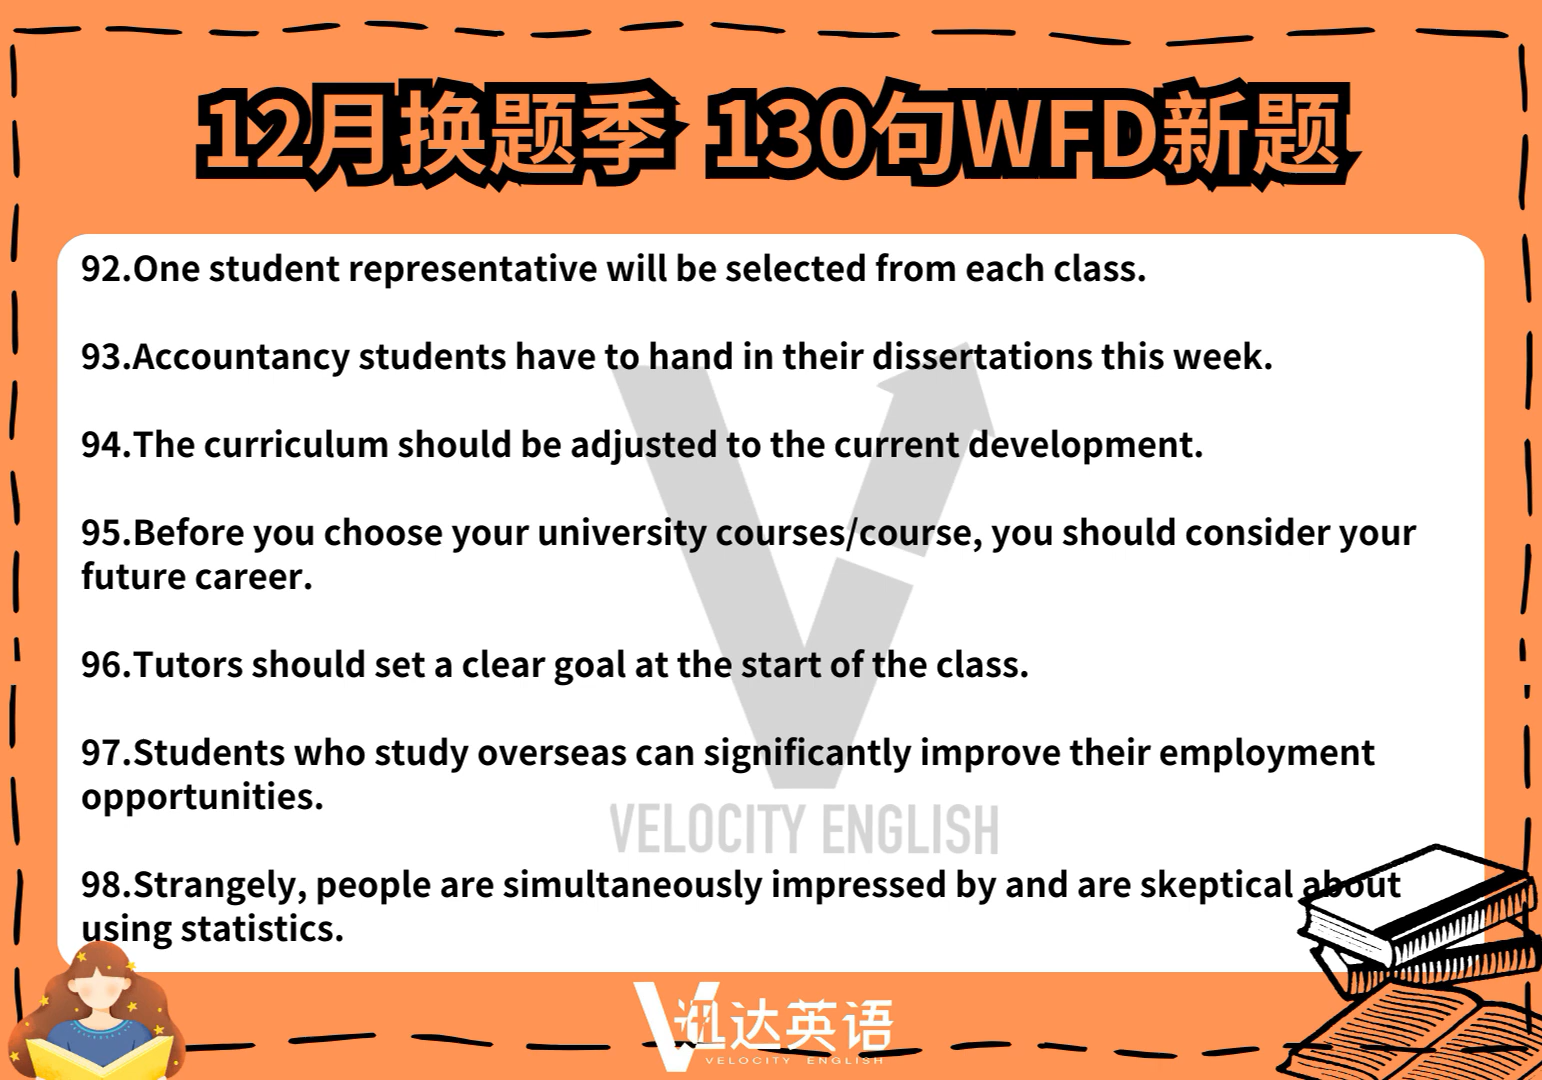 12月换题季 130句WFD新题
92.One student representative will be selected from each class.
93.Accountancy students have to hand in their dissertations this week.
94.The curriculum should be adjusted to the current development.
95.Before you choose your university courses/course, you should consider your
future career.
96.Tutors should set a clear goal at the start of the class.
97.Students who study overseas can significantly improve their employment
opportunities.
VELOCITY ENGLISH
98.Strangely, people are simultaneously impressed by and are skeptical about
using statistics.
V迅达英语
VELOCITY ENGLISH